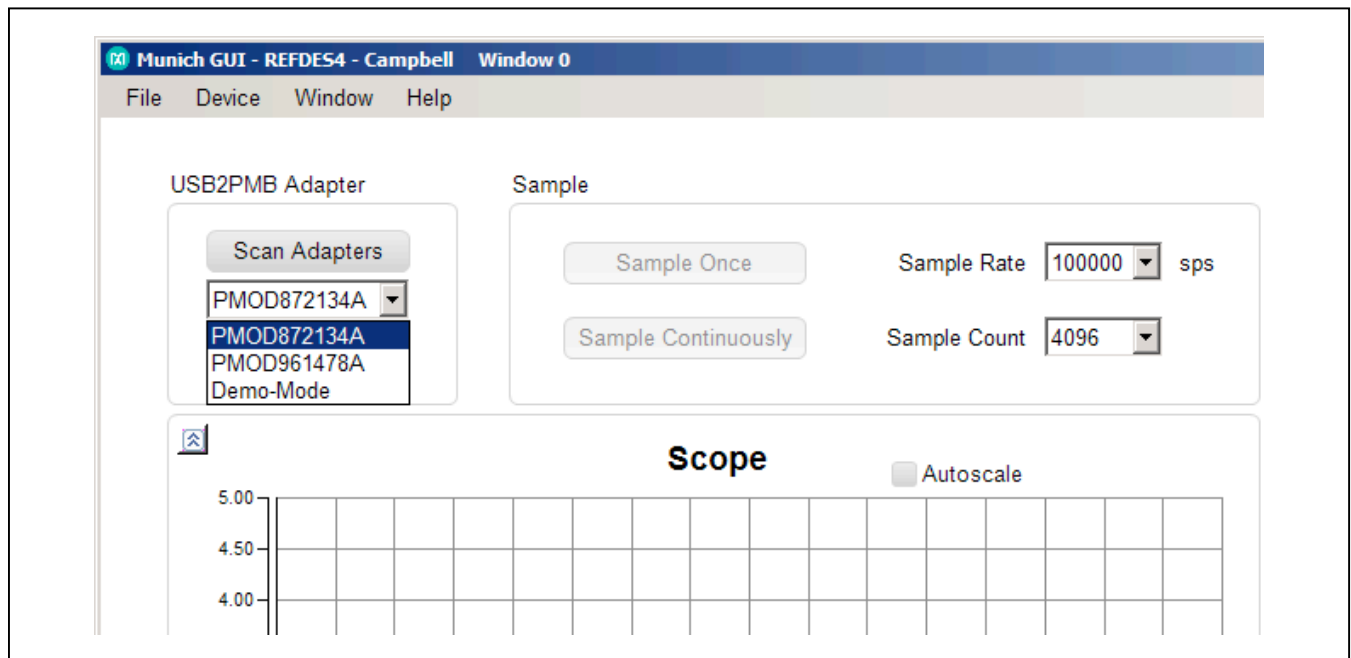 Munich GUI - REFDES4 - Campbell Window 0
File Device Window Help
USB2PMB Adapter
Scan Adapters
PMOD872134A
PMOD872134A
PMOD961478A
Demo-Mode
Sample
Sample Once
Sample Rate 100000 sps
Sample Continuously
Sample Count 4096
Scope
Autoscale
5.00
4.50
4.00